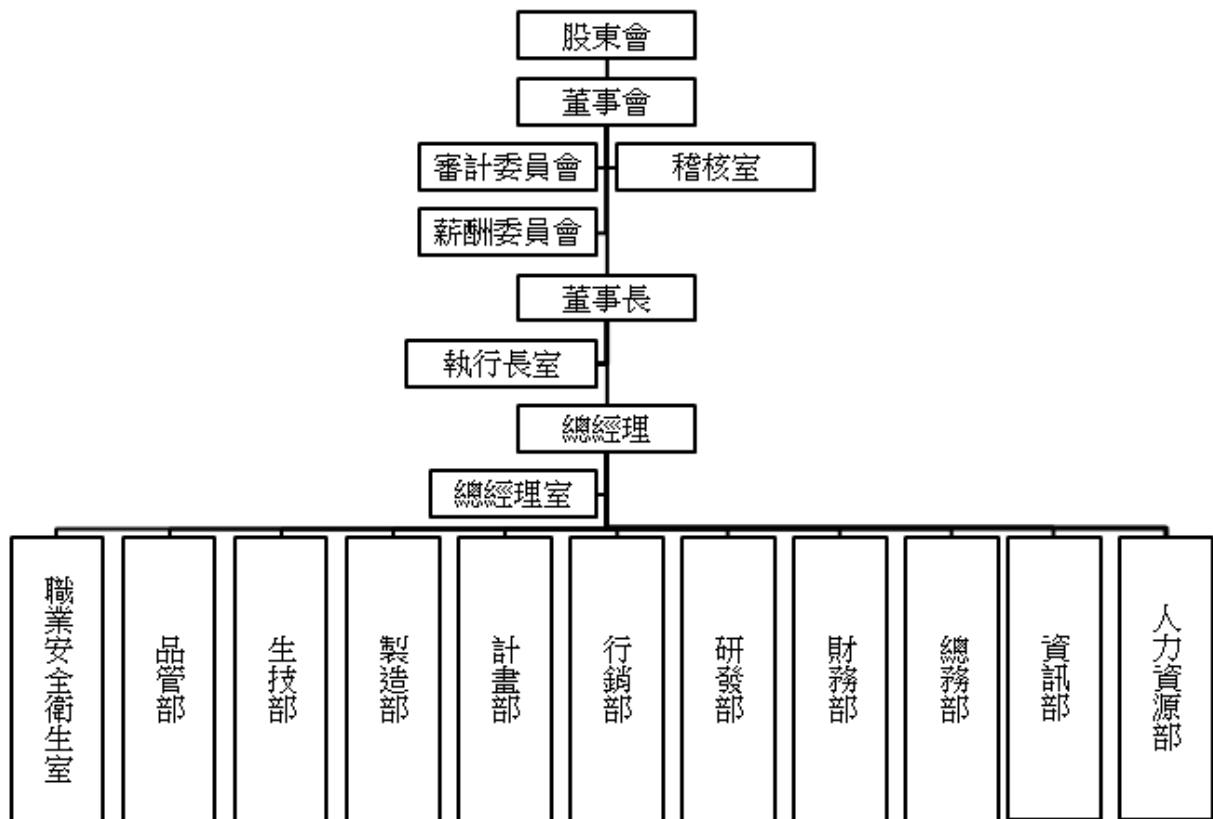 股東會
董事會
審計委員會
稽核室
薪酬委員會
董事長
執行長室
總經理
總經理室
職業安全衛生室
品管部
生技部
製造部
計畫部
行銷部
研發部
財務部
總務部
資訊部
人力資源部